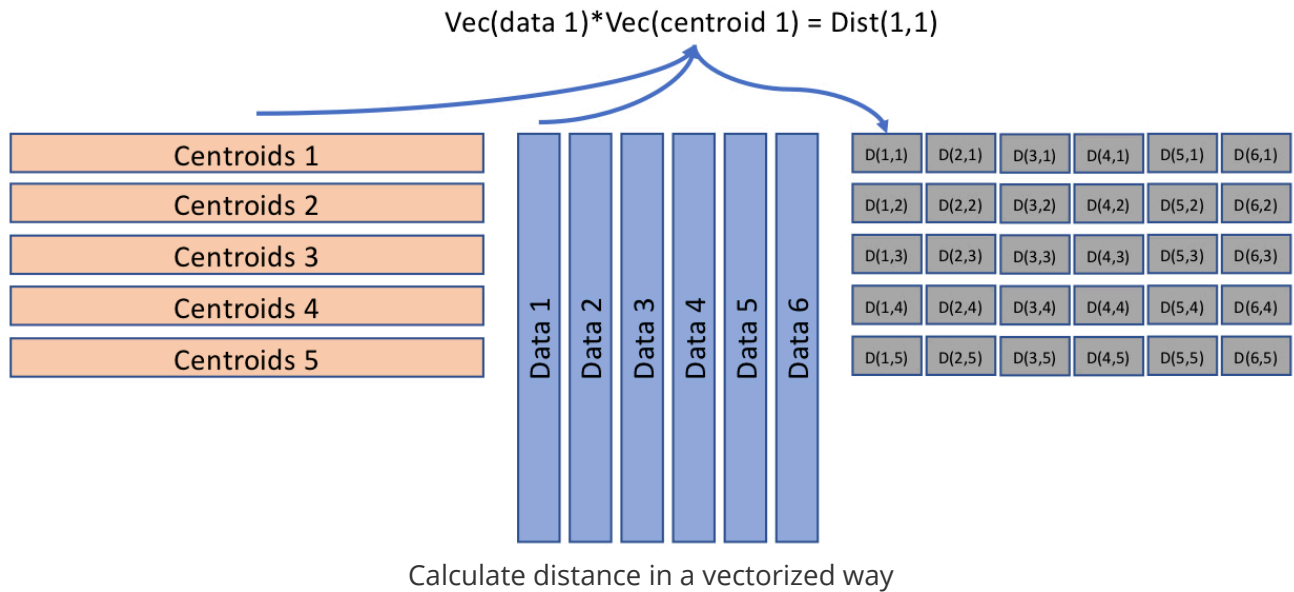 Vec(data 1)*Vec(centroid 1) = Dist(1,1)
Centroids 1
Centroids 2
Centroids 3
Centroids 4
Centroids 5
Data 1
Data 2
Data 3
Data 4
Data 5
Data 6
D(1,1) D(2,1) D(3,1) D(4,1) D(5,1) D(6,1)
D(1,2) D(2,2) D(3,2) D(4,2) D(5,2) D(6,2)
D(1,3) D(2,3) D(3,3) D(4,3) D(5,3) D(6,3)
D(1,4) D(2,4) D(3,4) D(4,4) D(5,4) D(6,4)
D(1,5) D(2,5) D(3,5) D(4,5) D(5,5) D(6,5)
Calculate distance in a vectorized way